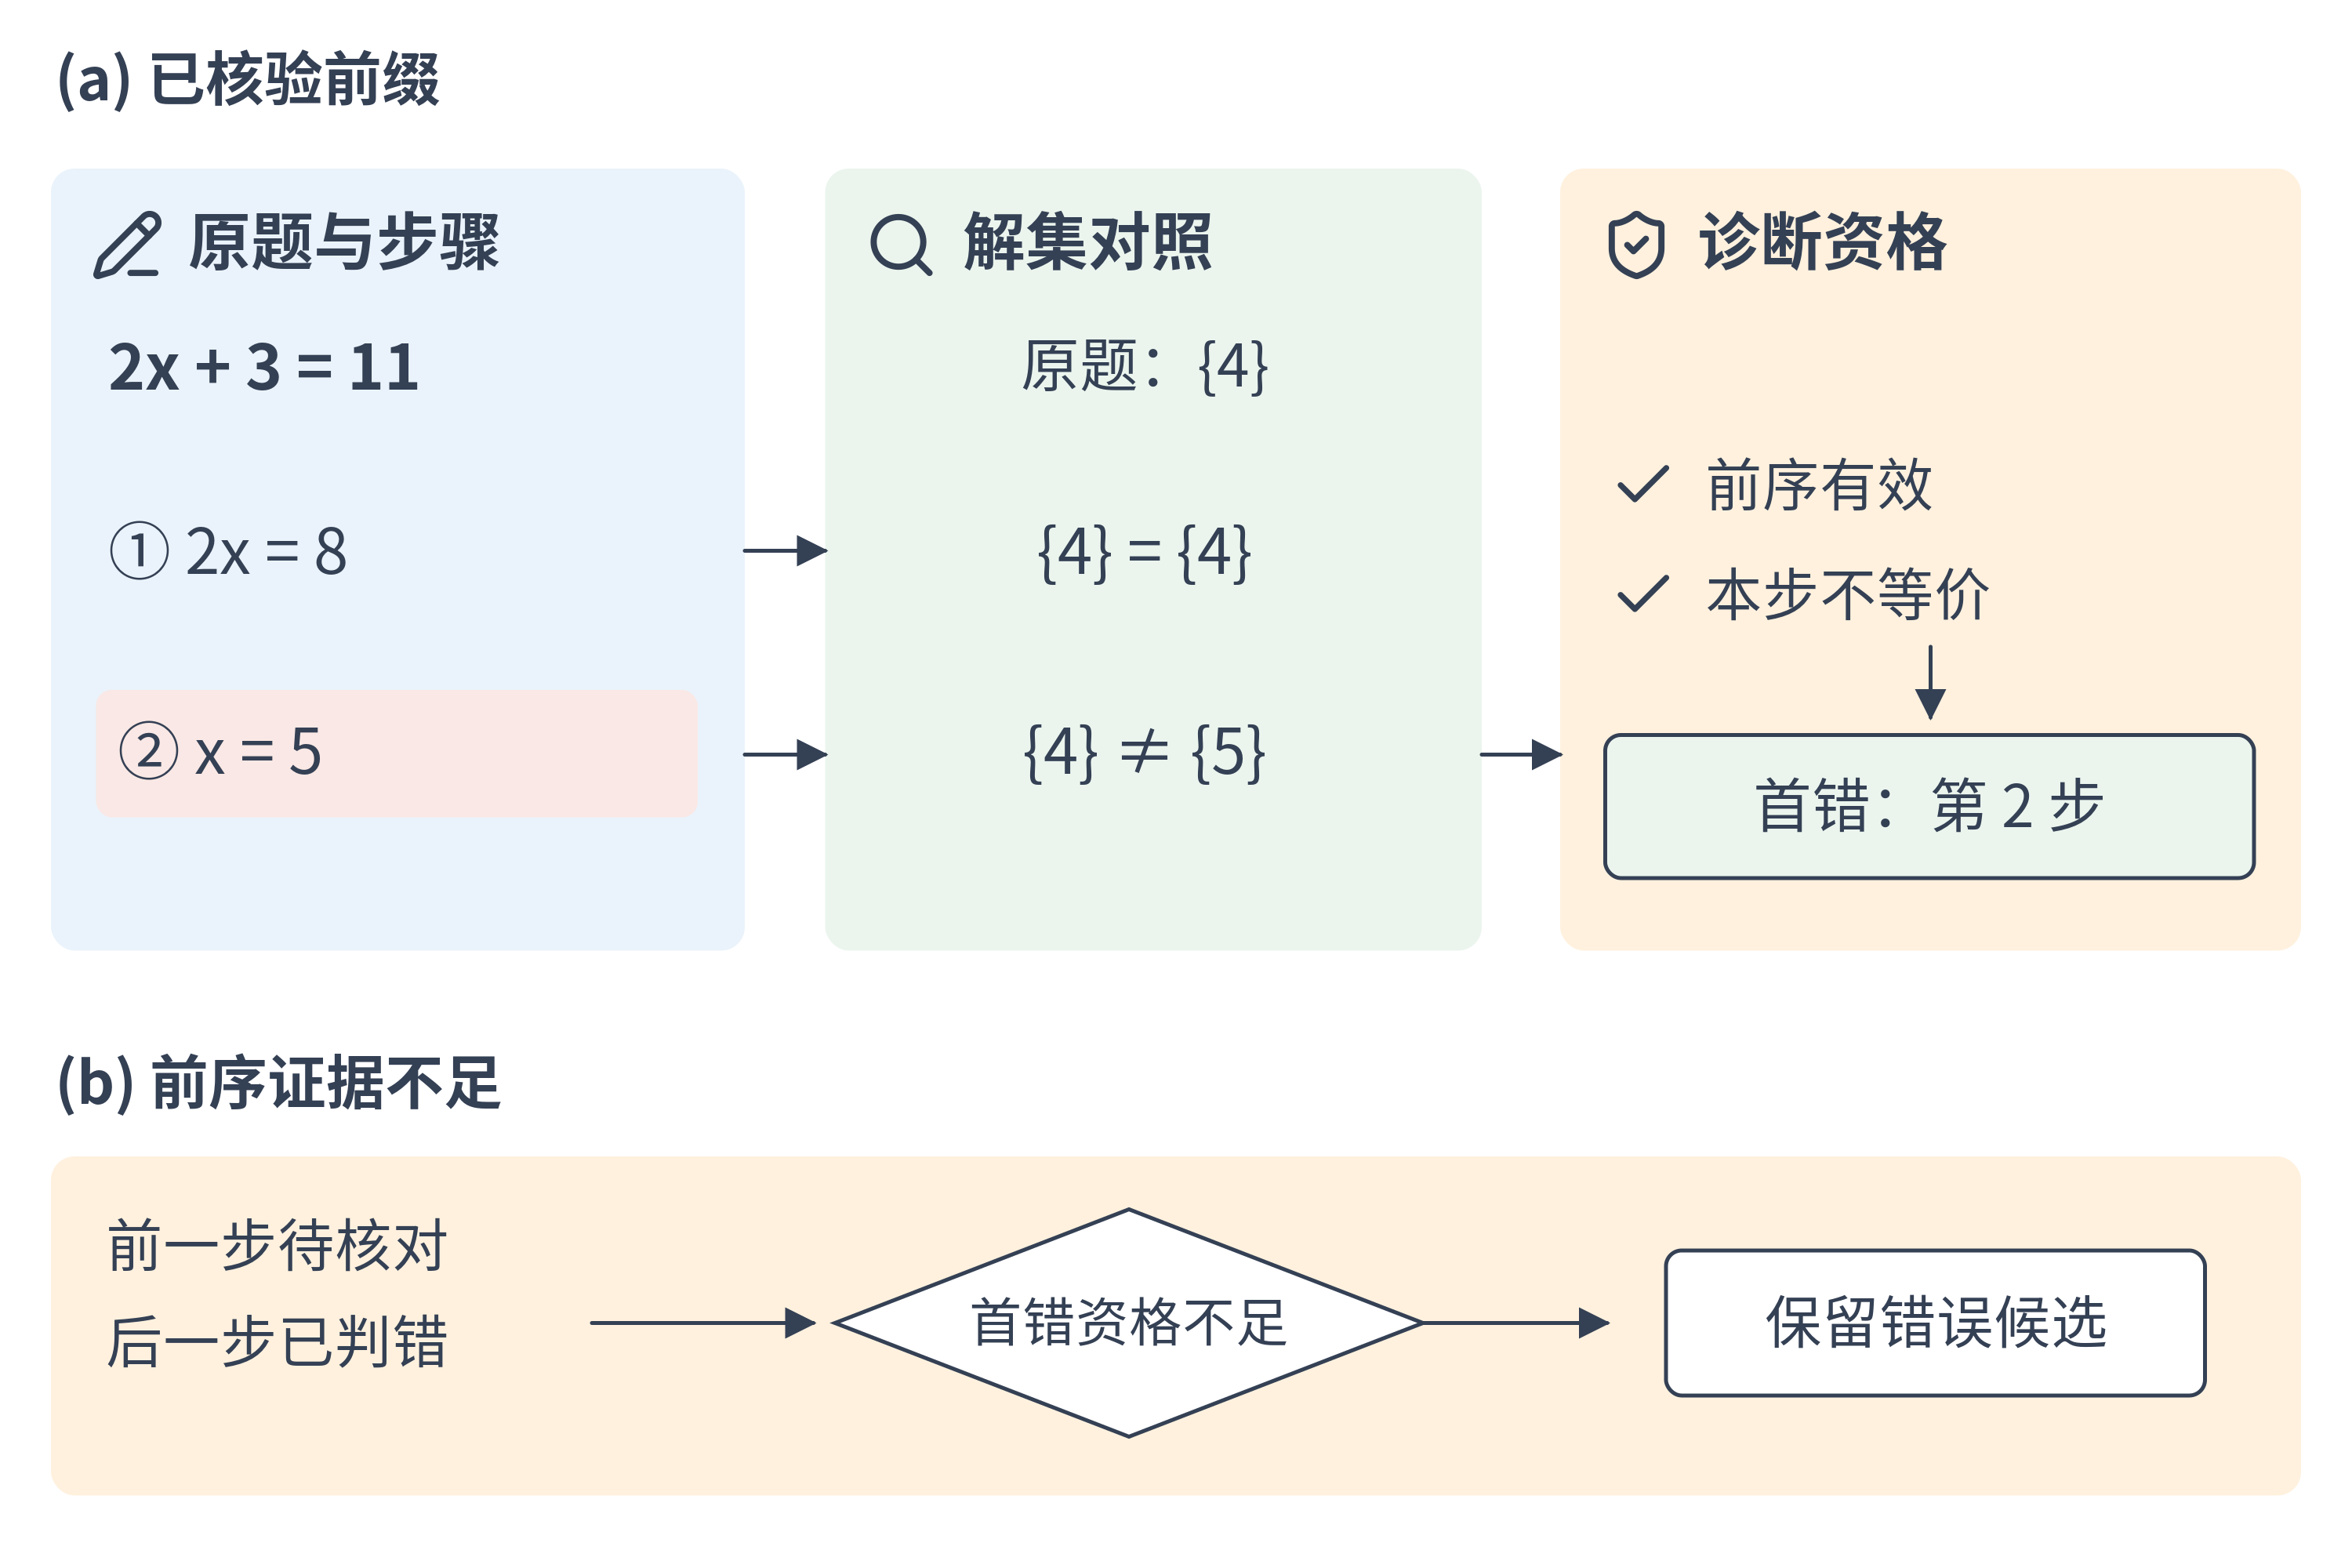 (a) 已核验前缀
原题与步骤
2x + 3 = 11
① 2x = 8
② x = 5
解集对照
原题：{4}
{4} = {4}
{4} ≠ {5}
诊断资格
前序有效
本步不等价
首错：第 2 步
(b) 前序证据不足
前一步待核对
后一步已判错
首错资格不足
保留错误候选